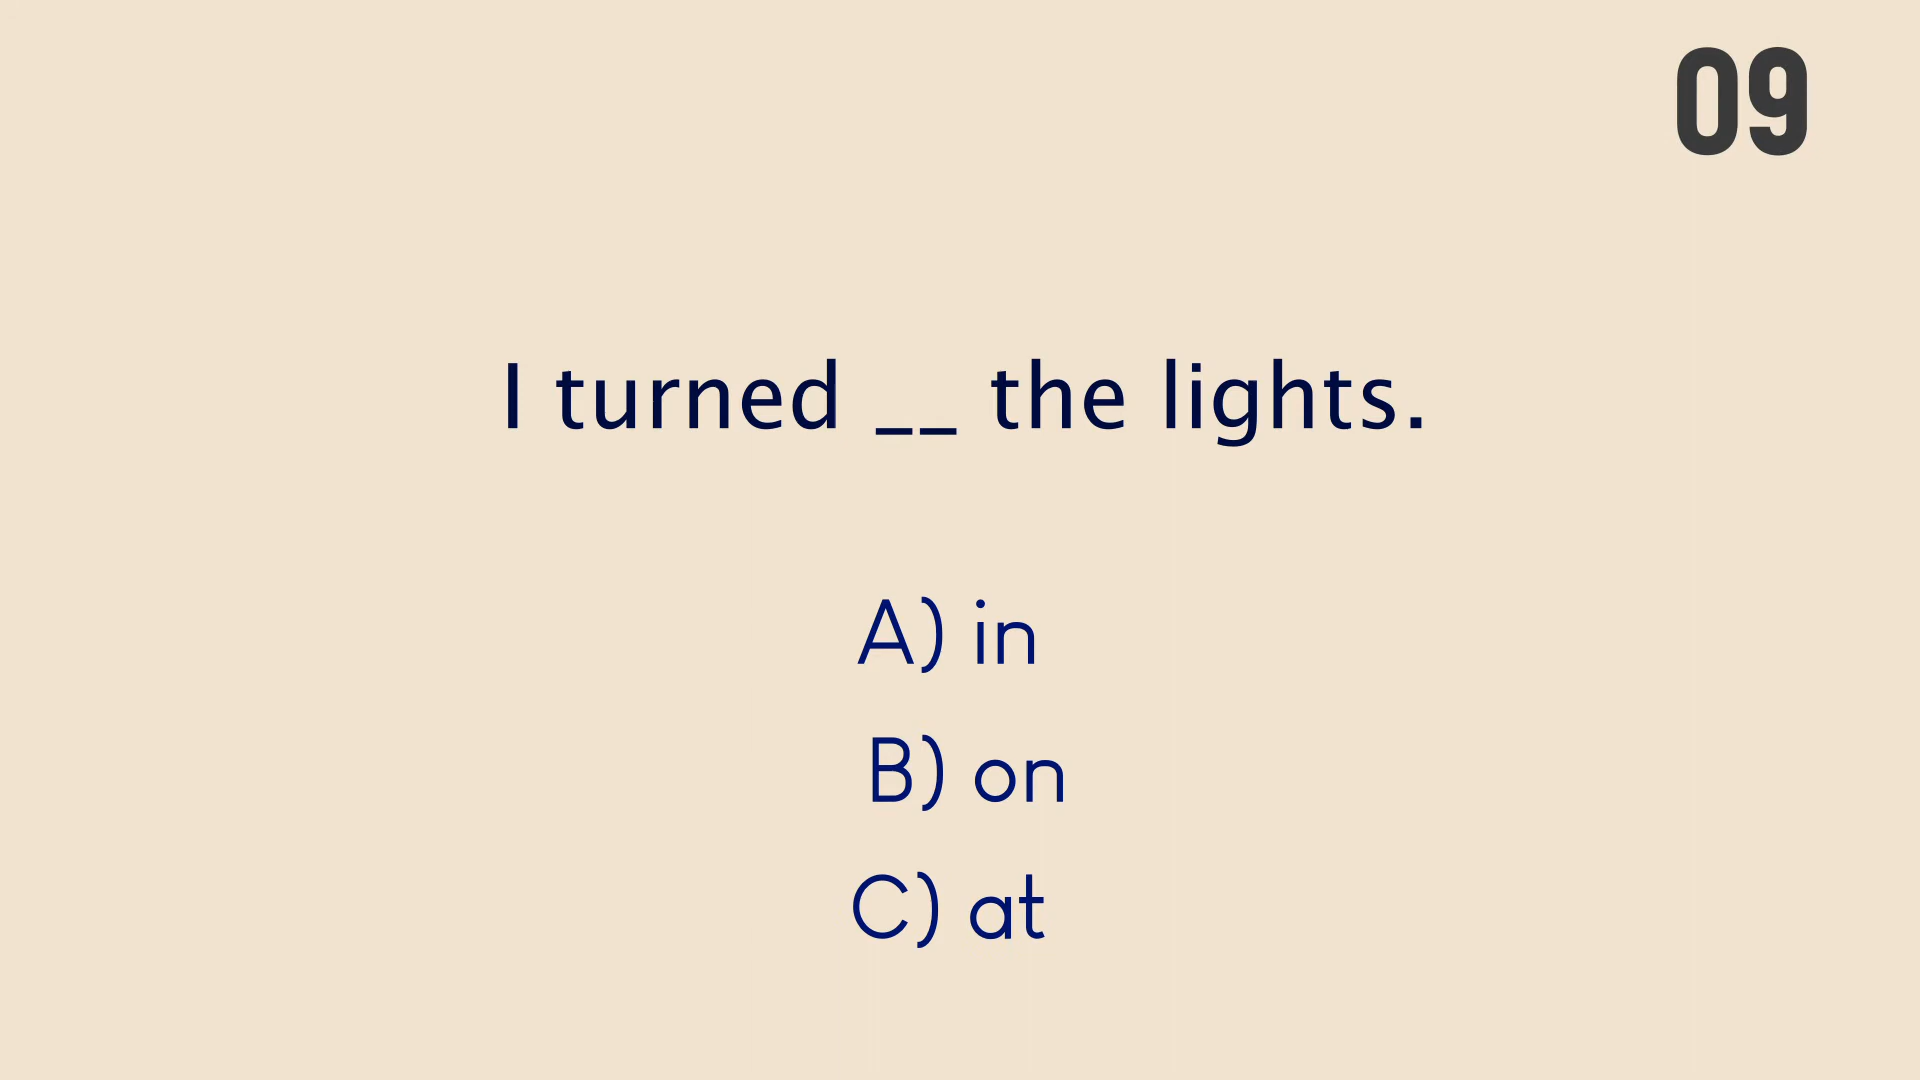 09
I turned __ the lights.
A) in
B) on
C) at